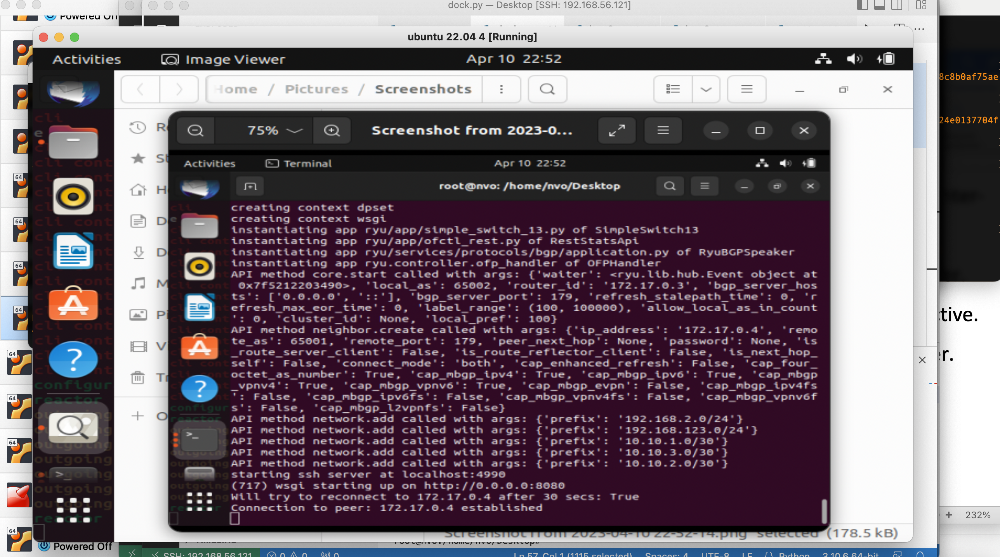 dock.py — Desktop [SSH: 192.168.56.121]
Powered Off
ubuntu 22.04 4 [Running]
Activities
Image Viewer
Apr 10 22:52
Home / Pictures / Screenshots
8c8b0af75ae
24e0137704f
75%
Screenshot from 2023-0...
Activities
Terminal
Apr 10 22:52
root@nvo: /home/nvo/Desktop
creating context dpset
creating context wsgi
instantiating app ryu/app/simple_switch_13.py of SimpleSwitch13
instantiating app ryu/app/ofctl_rest.py of RestStatsApi
instantiating app ryu/services/protocols/bgp/application.py of RyuBGPSpeaker
instantiating app ryu.controller.ofp_handler of OFPHandler
API method core.start called with args: {'waiter': <ryu.lib.hub.Event object at
0x7f5212203490>, 'local_as': 65002, 'router_id': '172.17.0.3', 'bgp_server_hos
ts': ['0.0.0.0', '::'], 'bgp_server_port': 179, 'refresh_stalepath_time': 0, 'r
efresh_max_eor_time': 0, 'label_range': (100, 100000), 'allow_local_as_in_count
': 0, 'cluster_id': None, 'local_pref': 100}
API method neighbor.create called with args: {'ip_address': '172.17.0.4', 'remo
te_as': 65001, 'remote_port': 179, 'peer_next_hop': None, 'password': None, 'is
_route_server_client': False, 'is_route_reflector_client': False, 'is_next_hop_
self': False, 'connect_mode': 'both', 'cap_enhanced_refresh': False, 'cap_four_
octet_as_number': True, 'cap_mbgp_ipv4': True, 'cap_mbgp_ipv6': True, 'cap_mbgp
_vpnv4': True, 'cap_mbgp_vpnv6': True, 'cap_mbgp_evpn': False, 'cap_mbgp_ipv4fs
': False, 'cap_mbgp_ipv6fs': False, 'cap_mbgp_vpnv4fs': False, 'cap_mbgp_vpnv6f
s': False, 'cap_mbgp_l2vpnfs': False}
API method network.add called with args: {'prefix': '192.168.2.0/24'}
API method network.add called with args: {'prefix': '192.168.123.0/24'}
API method network.add called with args: {'prefix': '10.10.1.0/30'}
API method network.add called with args: {'prefix': '10.10.3.0/30'}
API method network.add called with args: {'prefix': '10.10.2.0/30'}
starting ssh server at localhost:4990
(717) wsgi starting up on http://0.0.0.0:8080
Will try to reconnect to 172.17.0.4 after 30 secs: True
Connection to peer: 172.17.0.4 established
tive.
er.
232%
Screenshot from 2023-04-10 22-52-14.png" selected (178.5 kB)
root@nvo:/home/nvo/Desktop#
Powered Off
SSH: 192.168.56.121
0 0 0
Ln 57, Col 1 (1115 selected) Spaces: 4 UTF-8 LF Python 3.10.6 64-bit